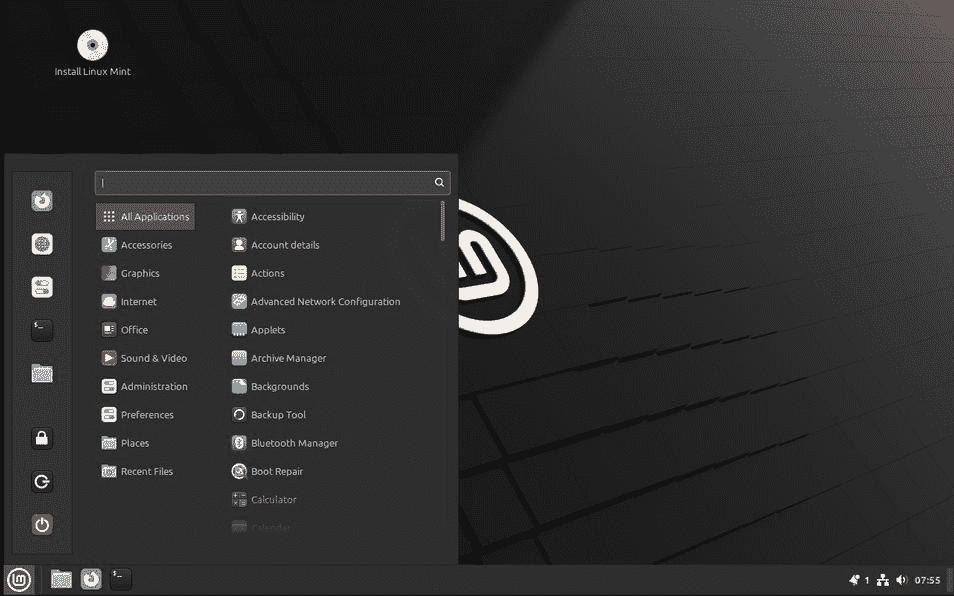 Install Linux Mint
All Applications
Accessories
Graphics
Internet
Office
Sound & Video
Administration
Preferences
Places
Recent Files
Accessibility
Account details
Actions
Advanced Network Configuration
Applets
Archive Manager
Backgrounds
Backup Tool
Bluetooth Manager
Boot Repair
Calculator
Calendar
1 07:55